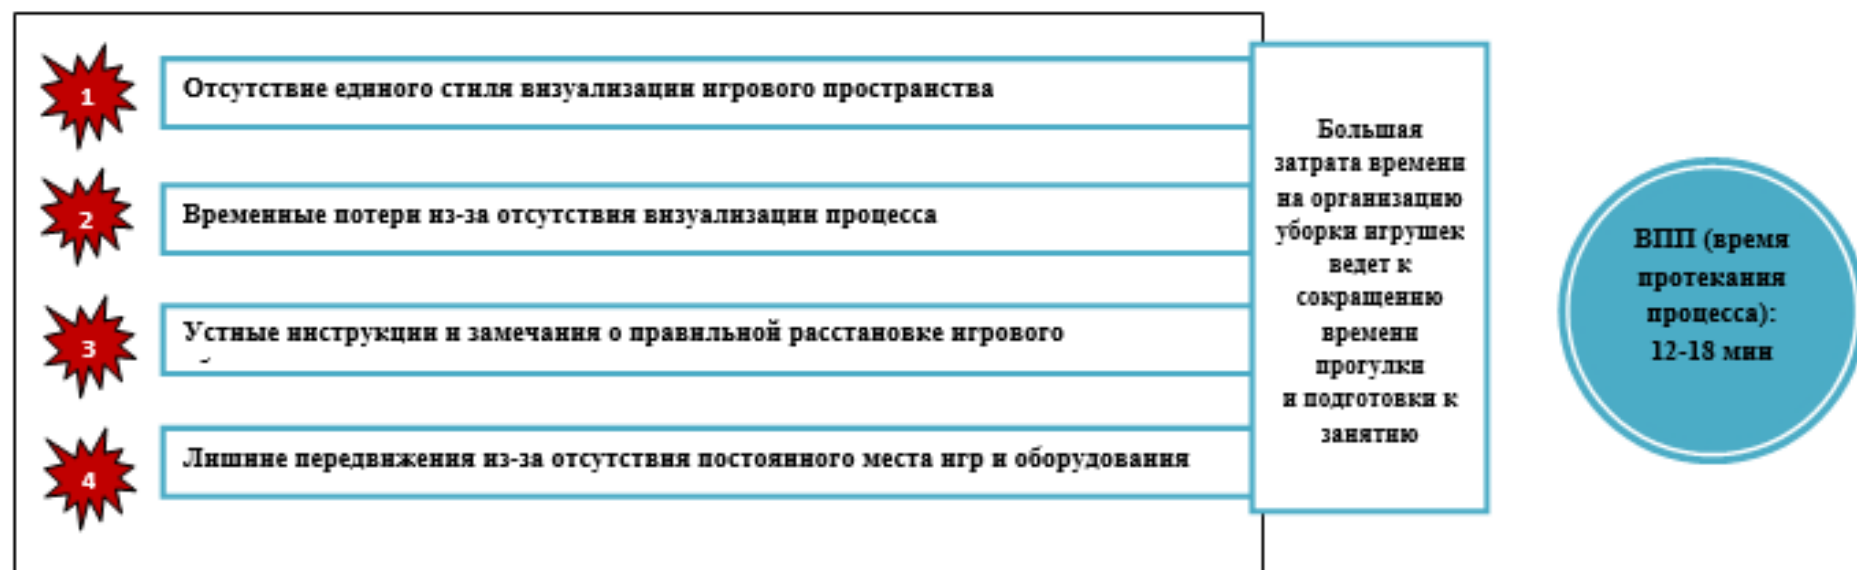 1
Отсутствие единого стиля визуализации игрового пространства
2
Временные потери из-за отсутствия визуализации процесса
3
Устные инструкции и замечания о правильной расстановке игрового
4
Лишние передвижения из-за отсутствия постоянного места игр и оборудования
Большая
затрата времени
на организацию
уборки игрушек
ведет к
сокращению
времени
прогулки
и подготовки к
занятию
ВПП (время
протекания
процесса):
12-18 мин